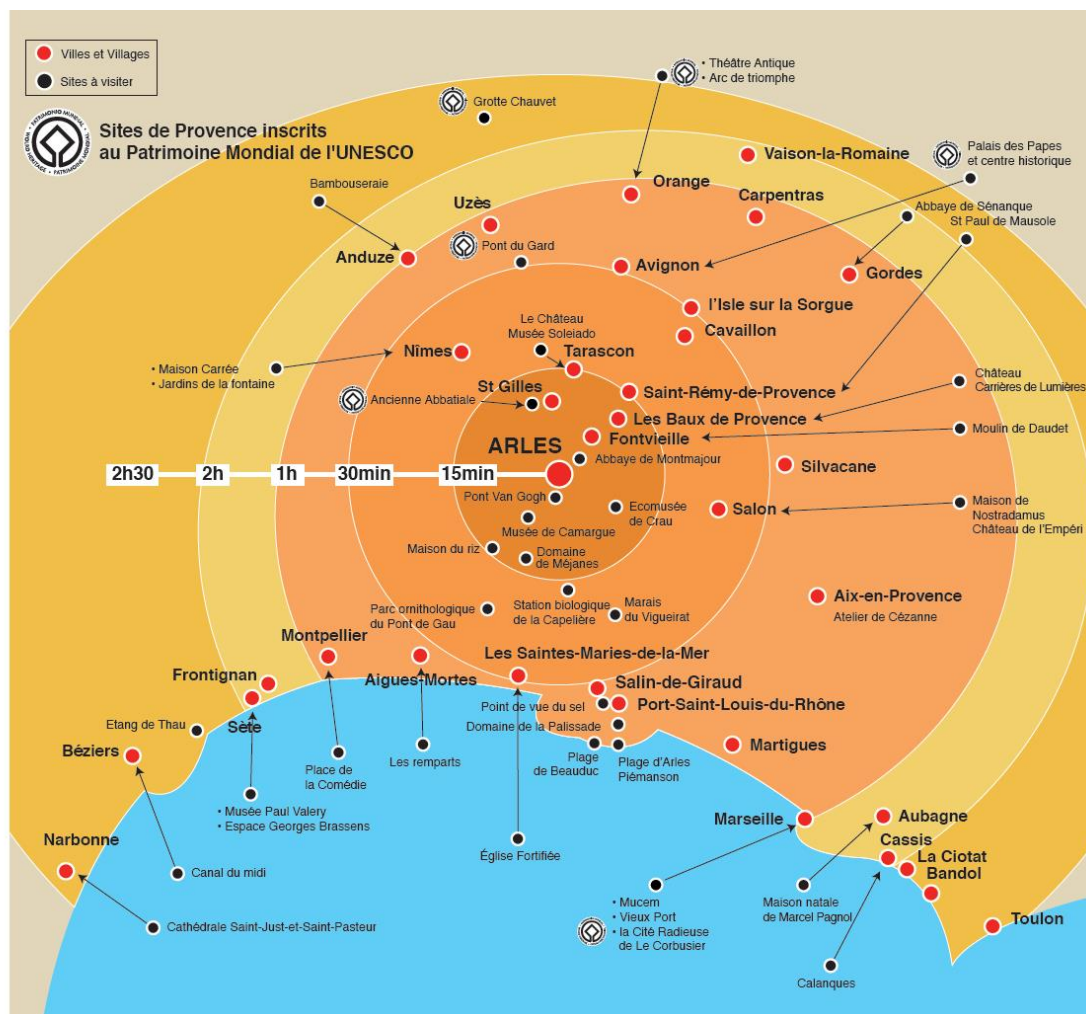 Villes et Villages
Sites à visiter
Sites de Provence inscrits
au Patrimoine Mondial de l'UNESCO
• Théâtre Antique
• Arc de triomphe
Grotte Chauvet
Vaison-la-Romaine
Palais des Papes
et centre historique
Bambouseraie
Orange
Carpentras
Abbaye de Sénanque
St Paul de Mausole
Uzès
Anduze
Pont du Gard
Avignon
Gordes
l'Isle sur la Sorgue
Cavaillon
Le Château
Musée Soleiado
Nîmes
Tarascon
• Maison Carrée
• Jardins de la fontaine
St Gilles
Ancienne Abbatiale
Saint-Rémy-de-Provence
Château
Carrières de Lumières
Les Baux de Provence
Fontvieille
Moulin de Daudet
ARLES
Abbaye de Montmajour
Silvacane
2h30
2h
1h
30min
15min
Pont Van Gogh
Ecomusée
de Crau
Salon
Maison de
Nostradamus
Château de l'Empéri
Musée de Camargue
Maison du riz
Domaine
de Méjanes
Parc ornithologique
du Pont de Gau
Station biologique
de la Capelière
Marais
du Vigueirat
Aix-en-Provence
Atelier de Cézanne
Montpellier
Les Saintes-Maries-de-la-Mer
Frontignan
Aigues-Mortes
Salin-de-Giraud
Point de vue du sel
Port-Saint-Louis-du-Rhône
Sète
Etang de Thau
Domaine de la Palissade
Béziers
Les remparts
Place de
la Comédie
Plage
de Beauduc
Plage d'Arles
Piémanson
Martigues
• Musée Paul Valery
• Espace Georges Brassens
Marseille
Aubagne
Cassis
Narbonne
Église Fortifiée
La Ciotat
Bandol
Canal du midi
• Mucem
• Vieux Port
• la Cité Radieuse
de Le Corbusier
Maison natale
de Marcel Pagnol
Toulon
Cathédrale Saint-Just-et-Saint-Pasteur
Calanques